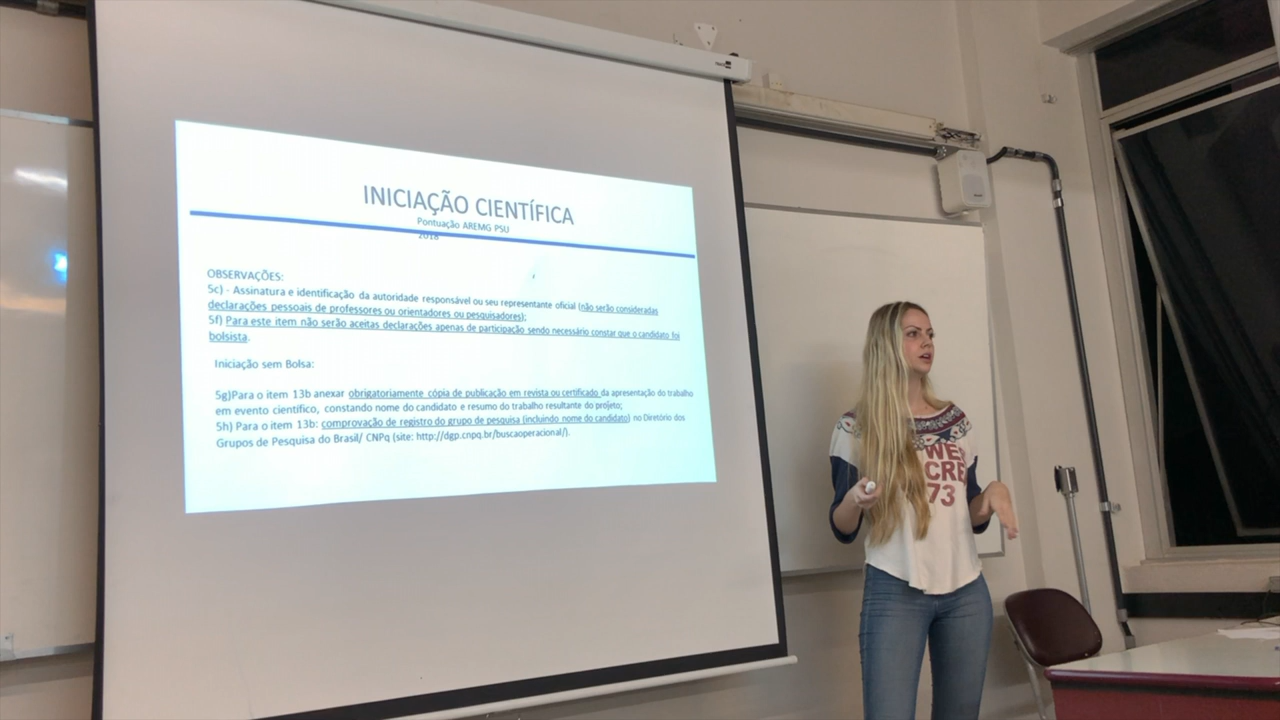 INICIAÇÃO CIENTÍFICA
Pontuação AREMG PSU
2018
OBSERVAÇÕES:
5c) - Assinatura e identificação da autoridade responsável ou seu representante oficial (não serão consideradas
declarações pessoais de professores ou orientadores ou pesquisadores);
5f) Para este item não serão aceitas declarações apenas de participação sendo necessário constar que o candidato foi
bolsista.
Iniciação sem Bolsa:
5g)Para o item 13b anexar obrigatoriamente cópia de publicação em revista ou certificado da apresentação do trabalho
em evento científico, constando nome do candidato e resumo do trabalho resultante do projeto;
5h) Para o item 13b: comprovação de registro do grupo de pesquisa (incluindo nome do candidato) no Diretório dos
Grupos de Pesquisa do Brasil/ CNPq (site: http://dgp.cnpq.br/buscaoperacional/).
WE
CRE
73